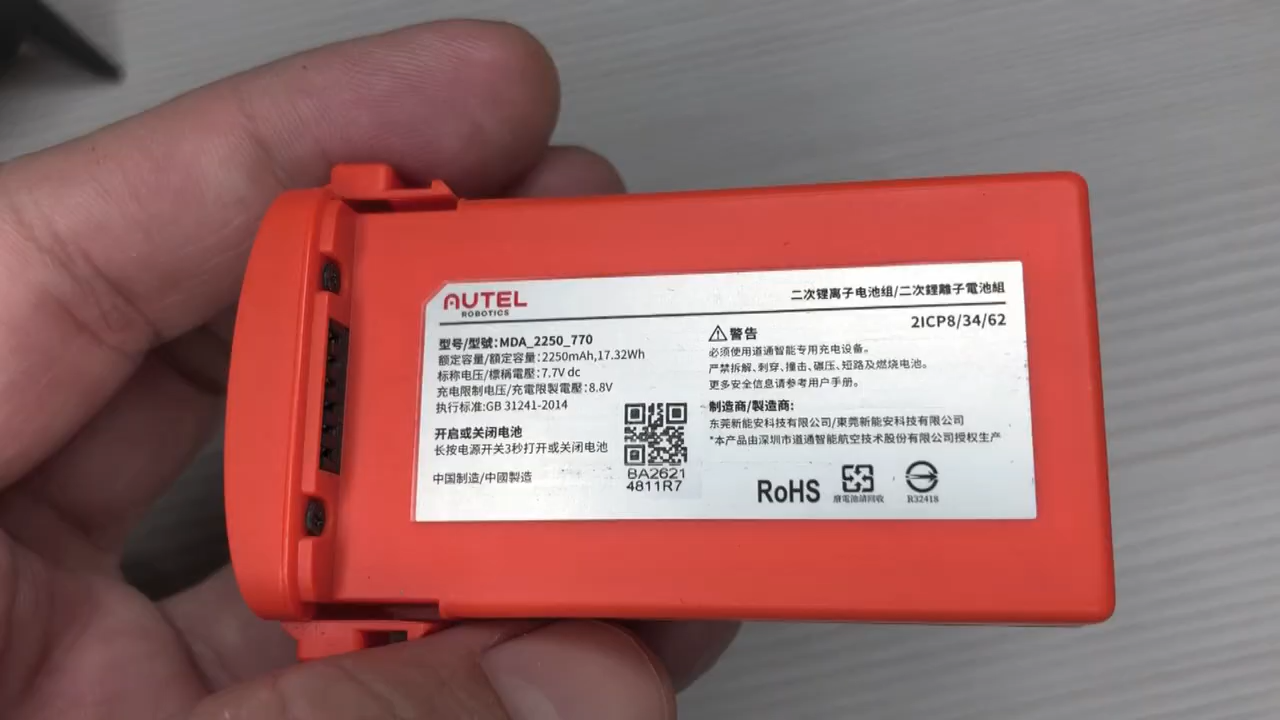 AUTEL
ROBOTICS
二次锂离子电池组/二次鋰離子電池組
2ICP8/34/62
型号/型號:MDA_2250_770
额定容量/額定容量:2250mAh,17.32Wh
标称电压/標稱電壓:7.7V dc
充电限制电压/充電限製電壓:8.8V
执行标准:GB 31241-2014
开启或关闭电池
长按电源开关3秒打开或关闭电池
中国制造/中國製造
BA2621
4811R7
警告
必须使用道通智能专用充电设备。
严禁拆解、刺穿、撞击、碾压、短路及燃烧电池。
更多安全信息请参考用户手册。
制造商/製造商:
东莞新能安科技有限公司/東莞新能安科技有限公司
*本产品由深圳市道通智能航空技术股份有限公司授权生产
RoHS
廢電池請回收
R32418